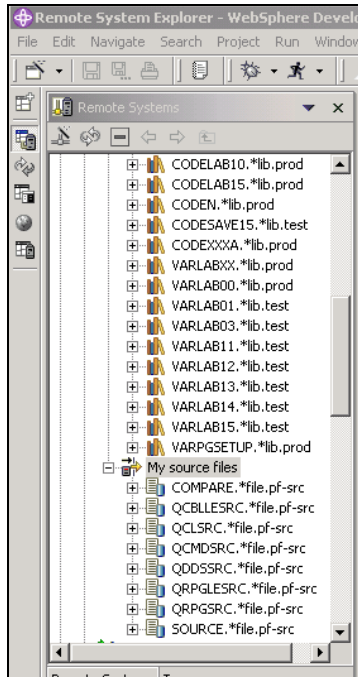 Remote System Explorer - WebSphere Develo
File Edit Navigate Search Project Run Window
Remote Systems
CODELAB10.*lib.prod
CODELAB15.*lib.prod
CODEN.*lib.prod
CODESAVE15.*lib.test
CODEXXXA.*lib.prod
VARLABXX.*lib.prod
VARLAB00.*lib.prod
VARLAB01.*lib.test
VARLAB03.*lib.test
VARLAB11.*lib.test
VARLAB12.*lib.test
VARLAB13.*lib.test
VARLAB14.*lib.test
VARLAB15.*lib.test
VARPGSETUP.*lib.prod
My source files
COMPARE.*file.pf-src
QCBLLESRC.*file.pf-src
QCLSRC.*file.pf-src
QCMDSRC.*file.pf-src
QDDSSRC.*file.pf-src
QRPGLESRC.*file.pf-src
QRPGSRC.*file.pf-src
SOURCE.*file.pf-src